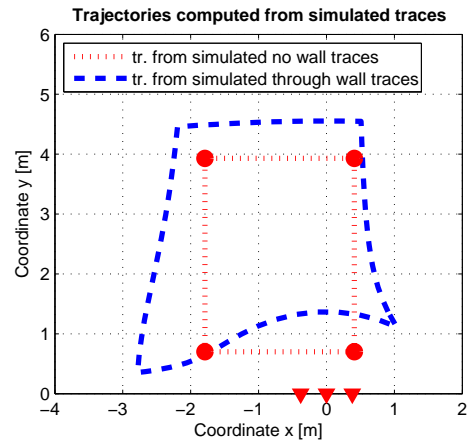 Trajectories computed from simulated traces
6
5
4
3
2
1
0
Coordinate y [m]
tr. from simulated no wall traces
tr. from simulated through wall traces
−4
−3
−2
−1
0
1
2
Coordinate x [m]